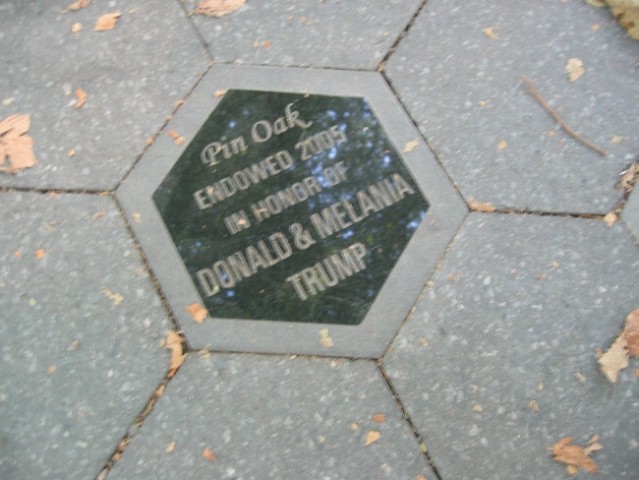 Pin Oak
ENDOWED 2005
IN HONOR OF
DONALD & MELANIA
TRUMP